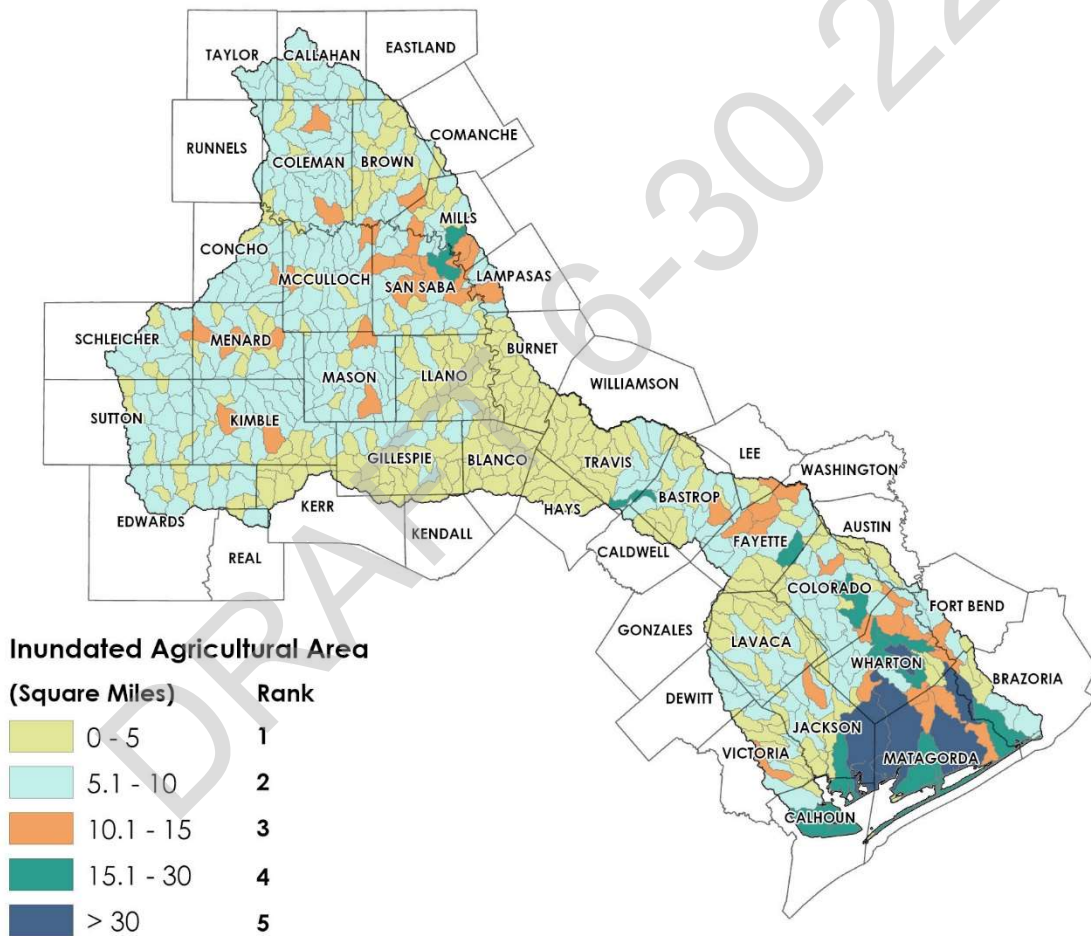 DRAFT 6-30-22
TAYLOR
CALLAHAN
EASTLAND
RUNNELS
COLEMAN
BROWN
COMANCHE
MILLS
CONCHO
MCCULLOCH
SAN SABA
LAMPASAS
SCHLEICHER
MENARD
MASON
LLANO
BURNET
WILLIAMSON
SUTTON
KIMBLE
GILLESPIE
BLANCO
TRAVIS
LEE
WASHINGTON
EDWARDS
KERR
HAYS
BASTROP
AUSTIN
REAL
KENDALL
CALDWELL
FAYETTE
COLORADO
FORT BEND
GONZALES
LAVACA
WHARTON
BRAZORIA
DEWITT
JACKSON
VICTORIA
MATAGORDA
CALHOUN
Inundated Agricultural Area
(Square Miles) Rank
0 - 5 1
5.1 - 10 2
10.1 - 15 3
15.1 - 30 4
> 30 5